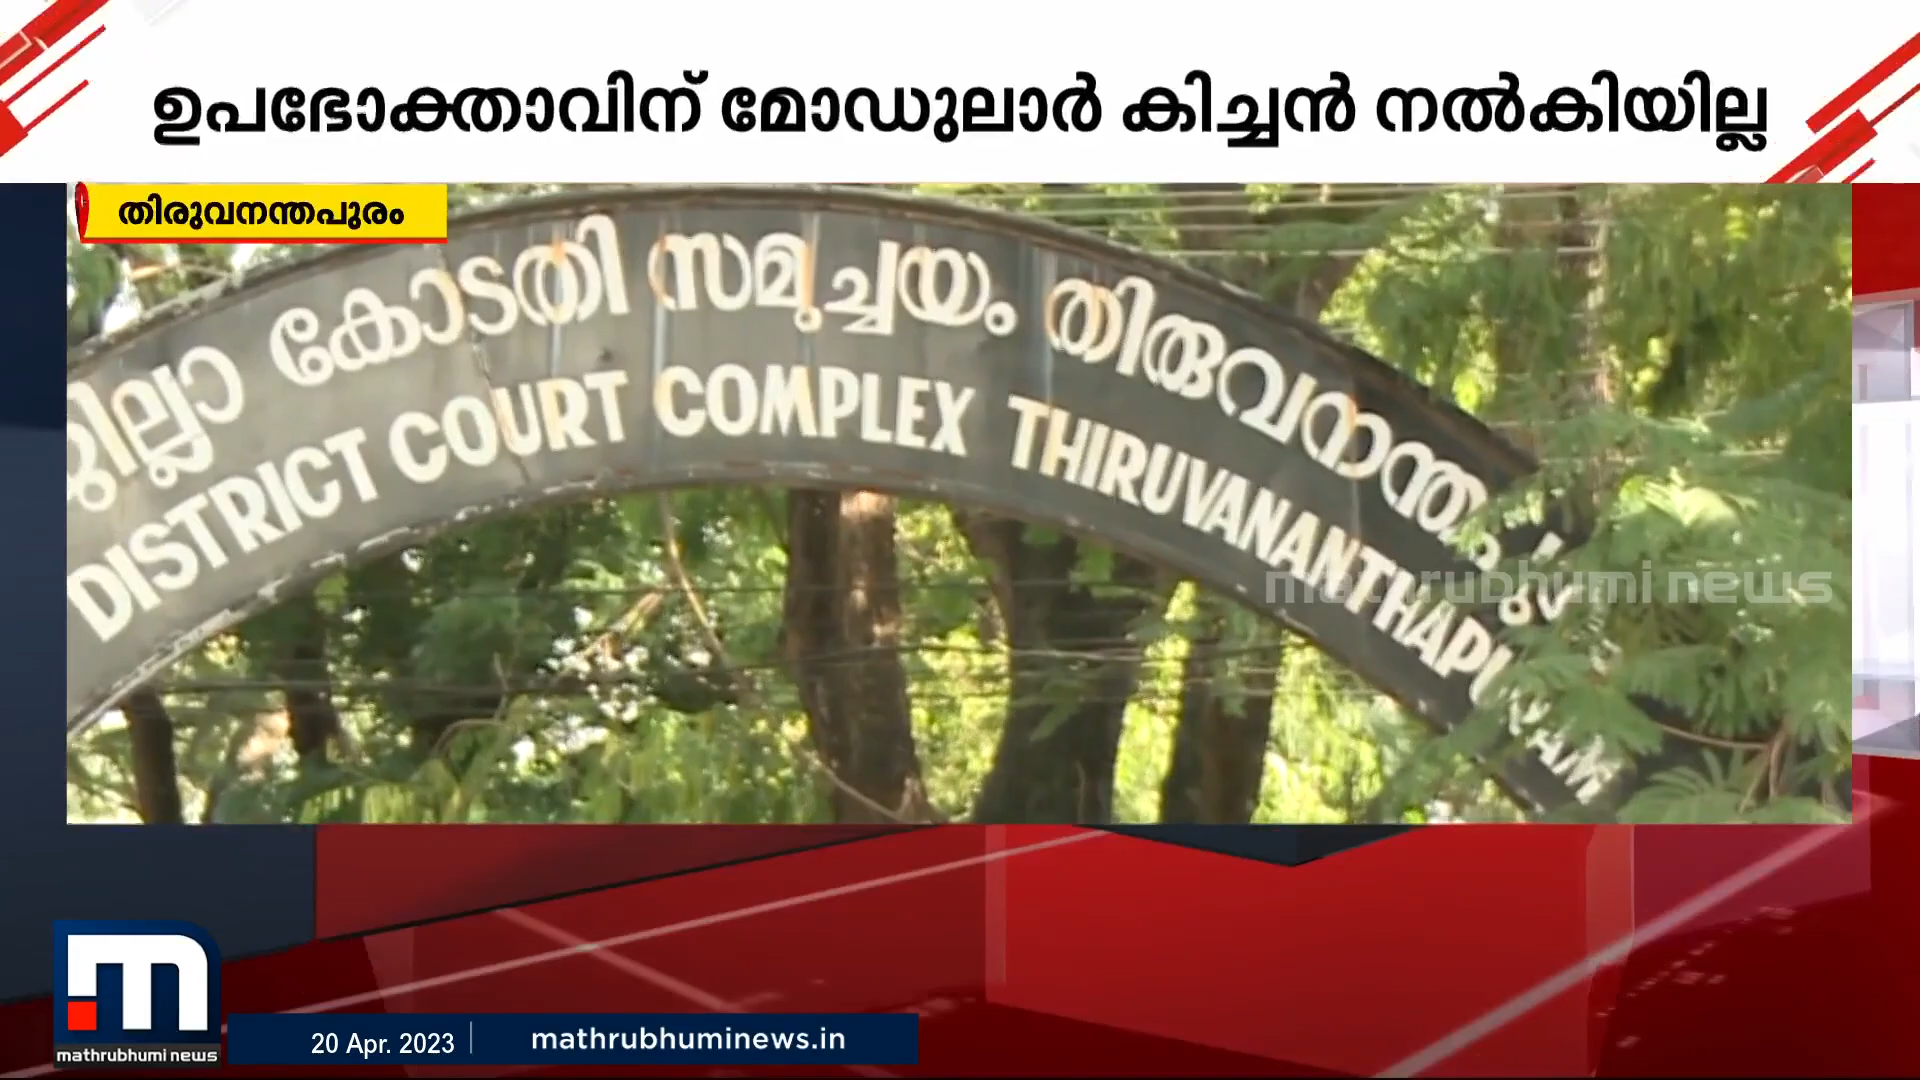 ഉപഭോക്താവിന് മോഡുലാർ കിച്ചൻ നൽകിയില്ല
തിരുവനന്തപുരം
ജില്ലാ കോടതി സമുച്ചയം തിരുവനന്തപുരം
DISTRICT COURT COMPLEX THIRUVANANTHAPURAM
mathrubhumi news
mathrubhumi news
20 Apr. 2023
mathrubhuminews.in